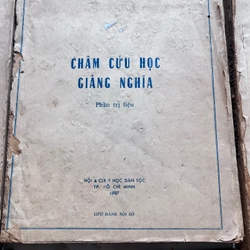 CHÂM CỨU HỌC
GIẢNG NGHĨA
Phần trị liệu
HỘI Y HỌC DÂN TỘC
TP. HỒ CHÍ MINH
1987
LƯU HÀNH NỘI BỘ